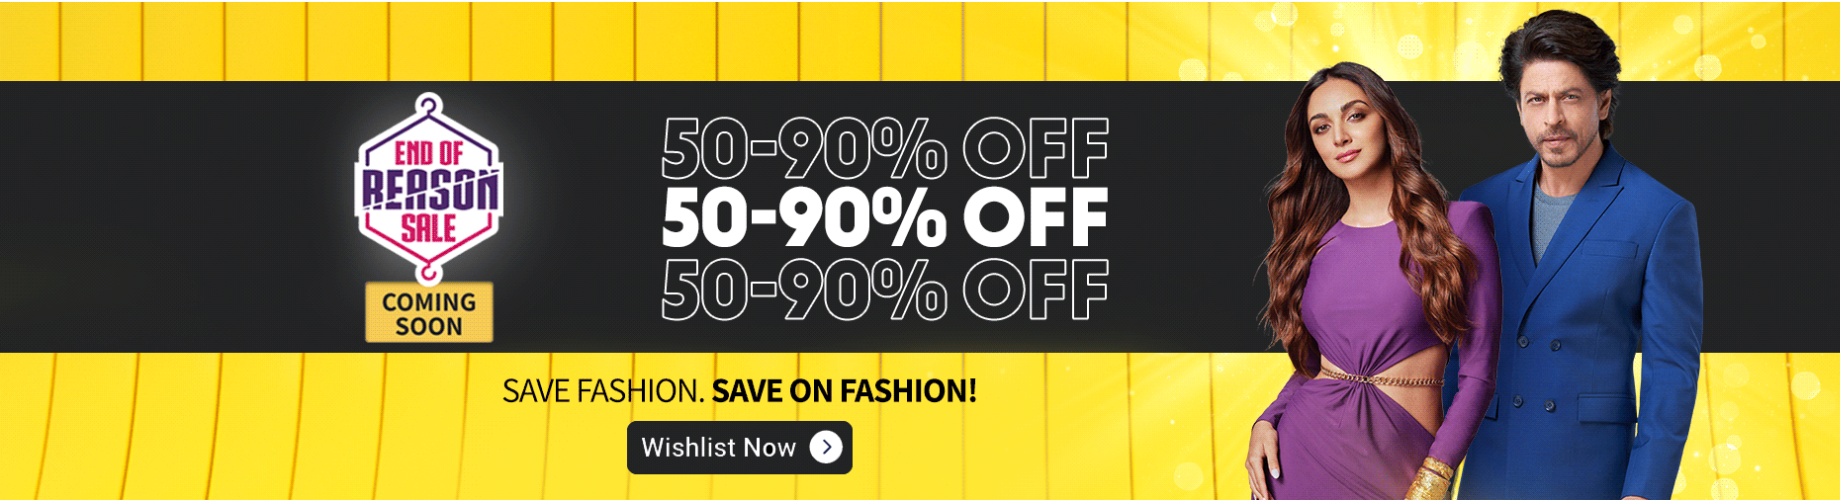 END OF
REASON
SALE
COMING
SOON
50-90% OFF
50-90% OFF
50-90% OFF
SAVE FASHION. SAVE ON FASHION!
Wishlist Now